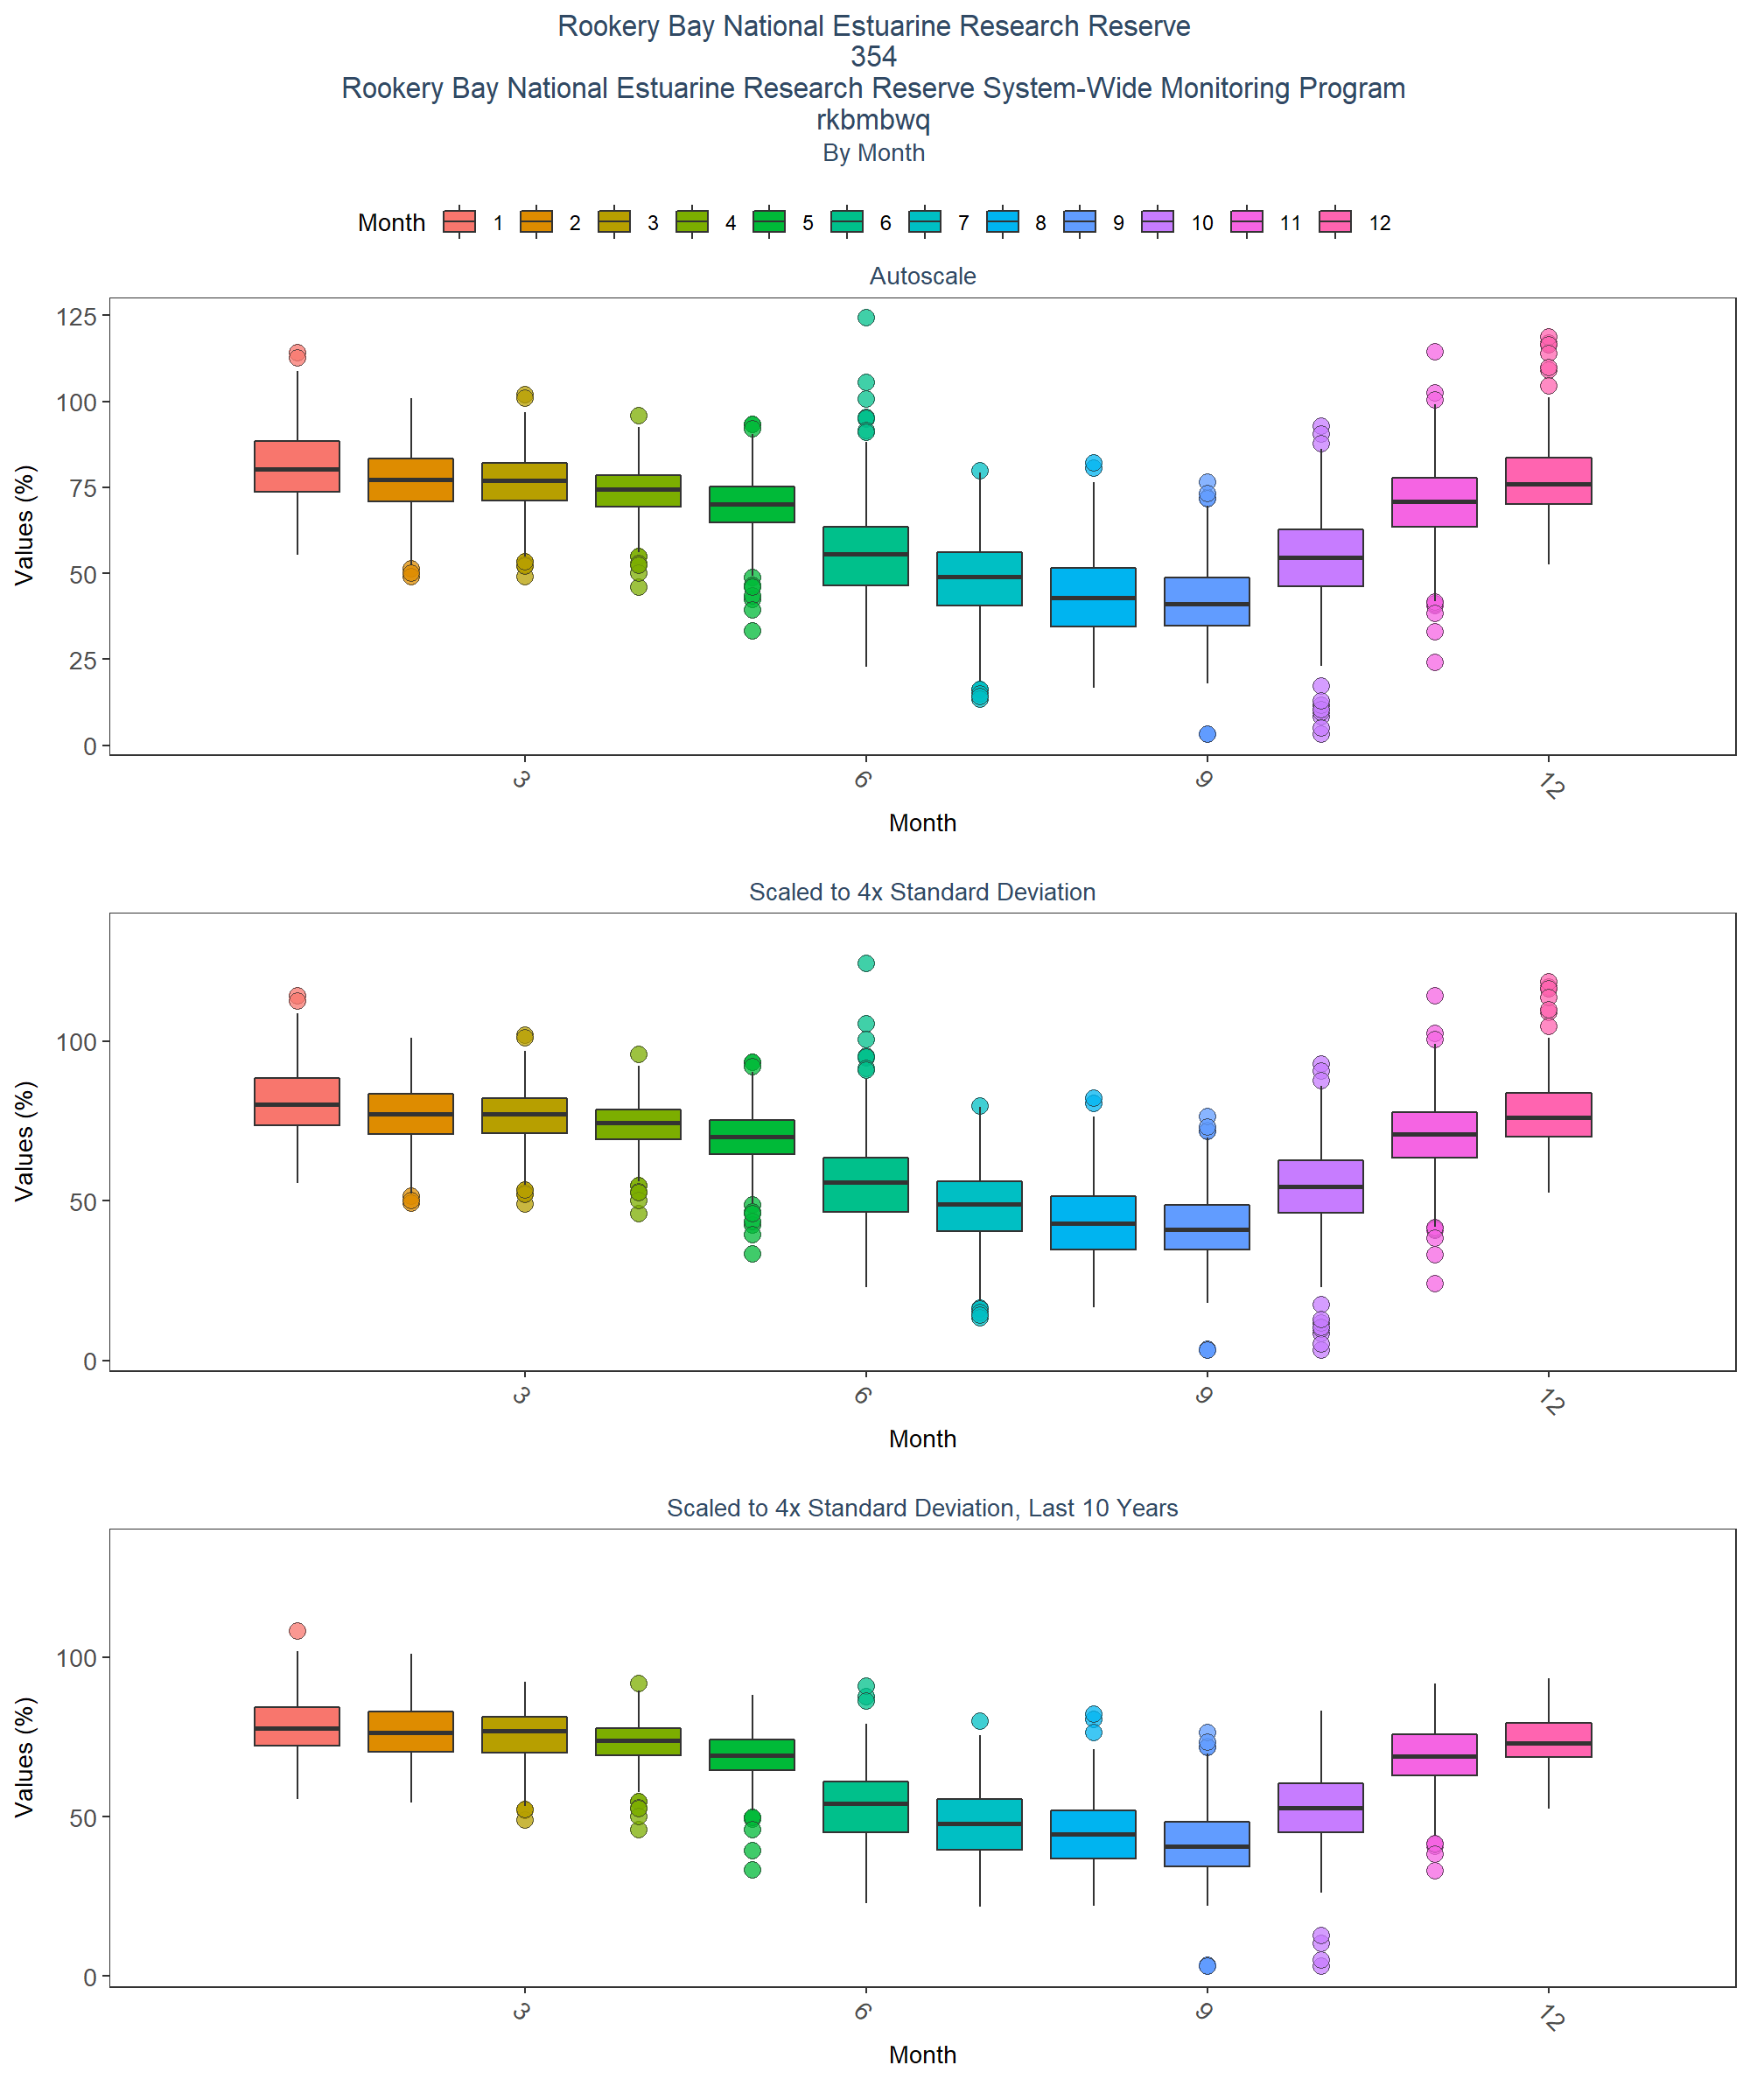 Rookery Bay National Estuarine Research Reserve
354
Rookery Bay National Estuarine Research Reserve System-Wide Monitoring Program
rkbmbwq
By Month
Month 1 2 3 4 5 6 7 8 9 10 11 12
Autoscale
Values (%)
125
100
75
50
25
0
3 6 9 12
Month
Scaled to 4x Standard Deviation
Values (%)
100
50
0
3 6 9 12
Month
Scaled to 4x Standard Deviation, Last 10 Years
Values (%)
100
50
0
3 6 9 12
Month